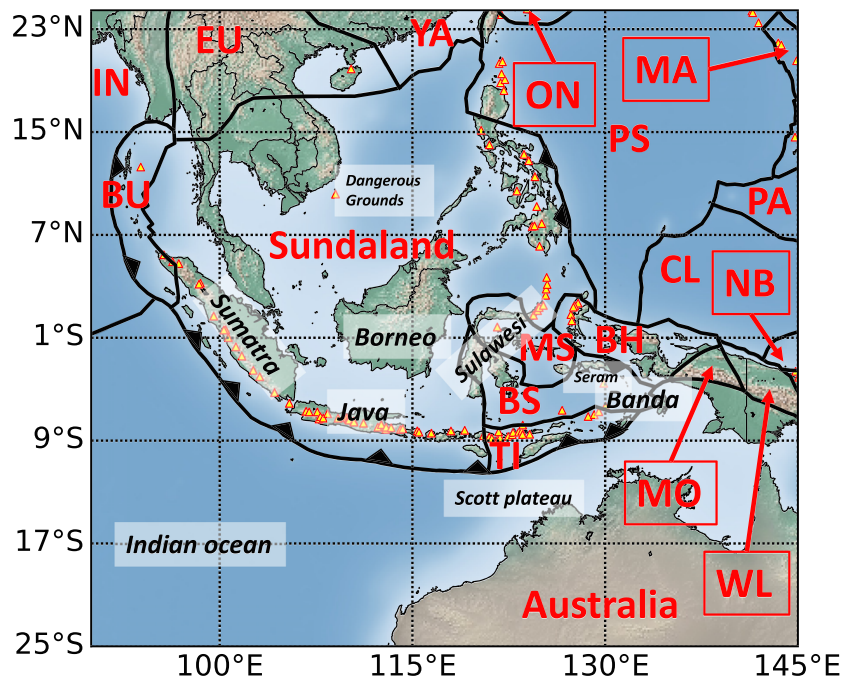 23°N
EU
YA
IN
ON
MA
15°N
PS
BU
Dangerous
Grounds
PA
7°N
Sundaland
CL
NB
Sumatra
1°S
Borneo
Sulawesi
MS
BH
Seram
BS
Banda
Java
9°S
TI
Scott plateau
MO
17°S
Indian ocean
WL
Australia
25°S
100°E
115°E
130°E
145°E